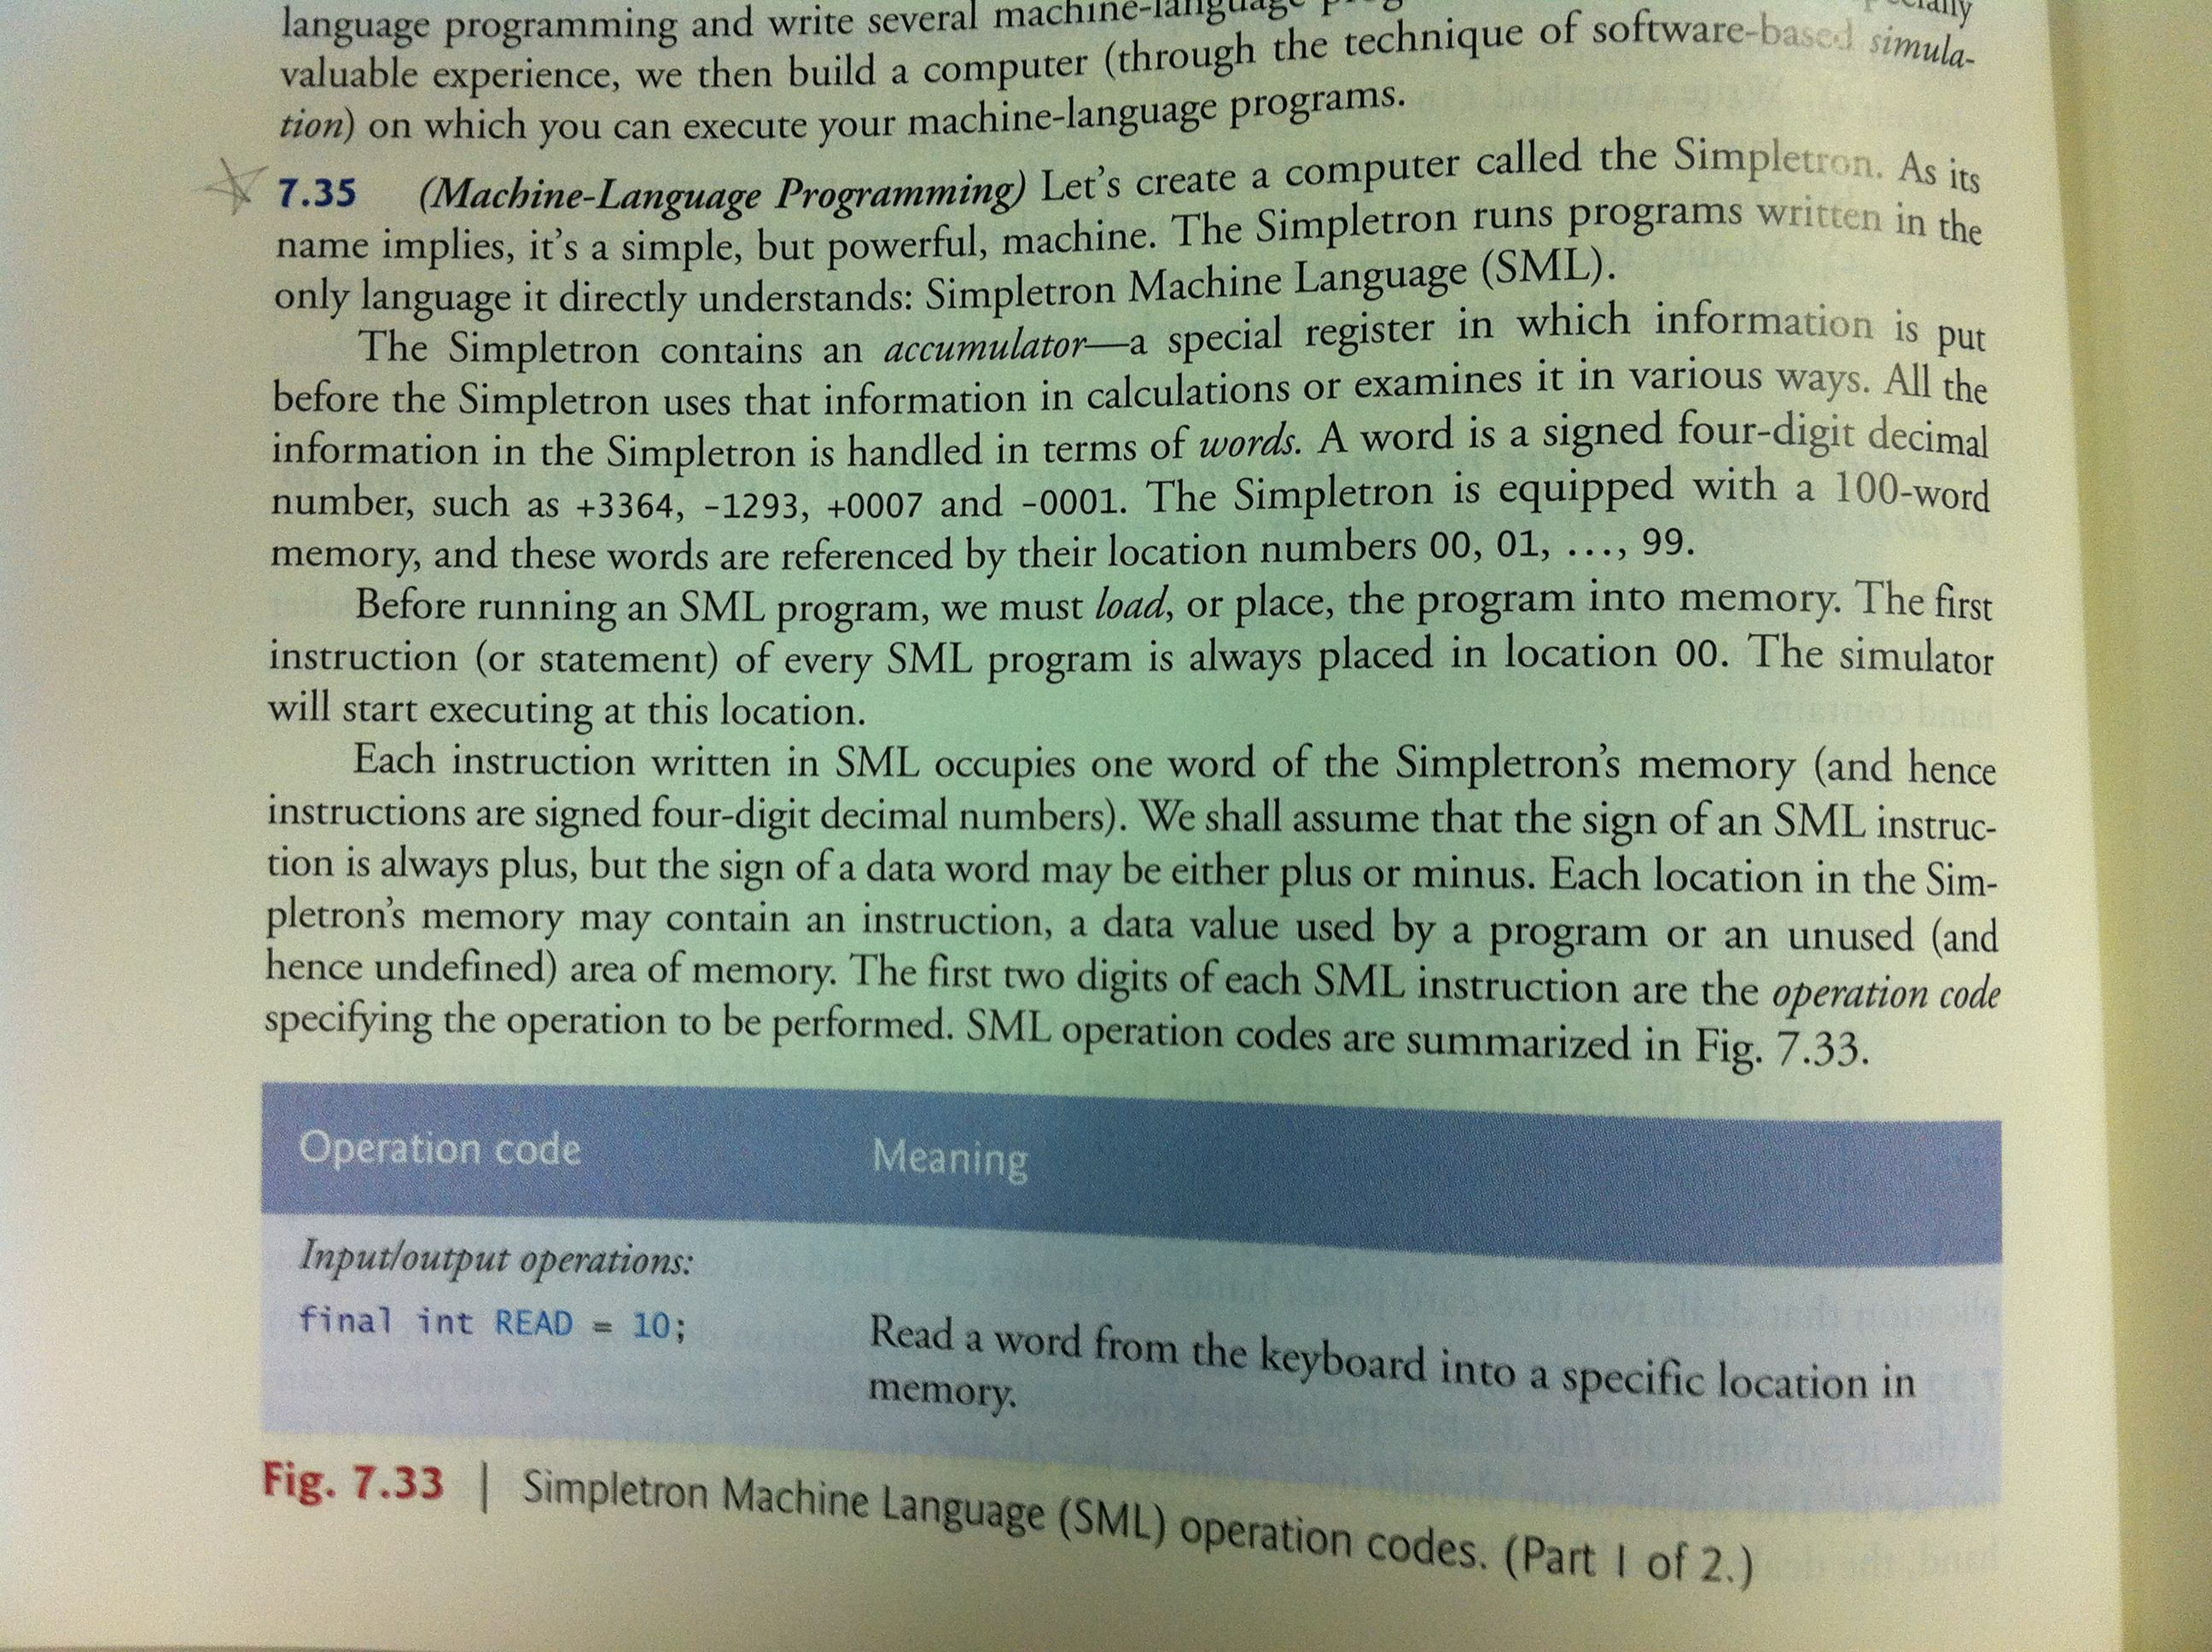 language programming and write several machine-language
valuable experience, we then build a computer (through the technique of software-based simula-
tion) on which you can execute your machine-language programs.
7.35 (Machine-Language Programming) Let's create a computer called the Simpletron. As its
name implies, it's a simple, but powerful, machine. The Simpletron runs programs written in the
only language it directly understands: Simpletron Machine Language (SML).
The Simpletron contains an accumulator—a special register in which information is put
before the Simpletron uses that information in calculations or examines it in various ways. All the
information in the Simpletron is handled in terms of words. A word is a signed four-digit decimal
number, such as +3364, -1293, +0007 and -0001. The Simpletron is equipped with a 100-word
memory, and these words are referenced by their location numbers 00, 01, ..., 99.
Before running an SML program, we must load, or place, the program into memory. The first
instruction (or statement) of every SML program is always placed in location 00. The simulator
will start executing at this location.
Each instruction written in SML occupies one word of the Simpletron's memory (and hence
instructions are signed four-digit decimal numbers). We shall assume that the sign of an SML instruc-
tion is always plus, but the sign of a data word may be either plus or minus. Each location in the Sim-
pletron's memory may contain an instruction, a data value used by a program or an unused (and
hence undefined) area of memory. The first two digits of each SML instruction are the operation code
specifying the operation to be performed. SML operation codes are summarized in Fig. 7.33.
Operation code Meaning
Input/output operations:
final int READ = 10; Read a word from the keyboard into a specific location in
memory.
Fig. 7.33 | Simpletron Machine Language (SML) operation codes. (Part 1 of 2.)